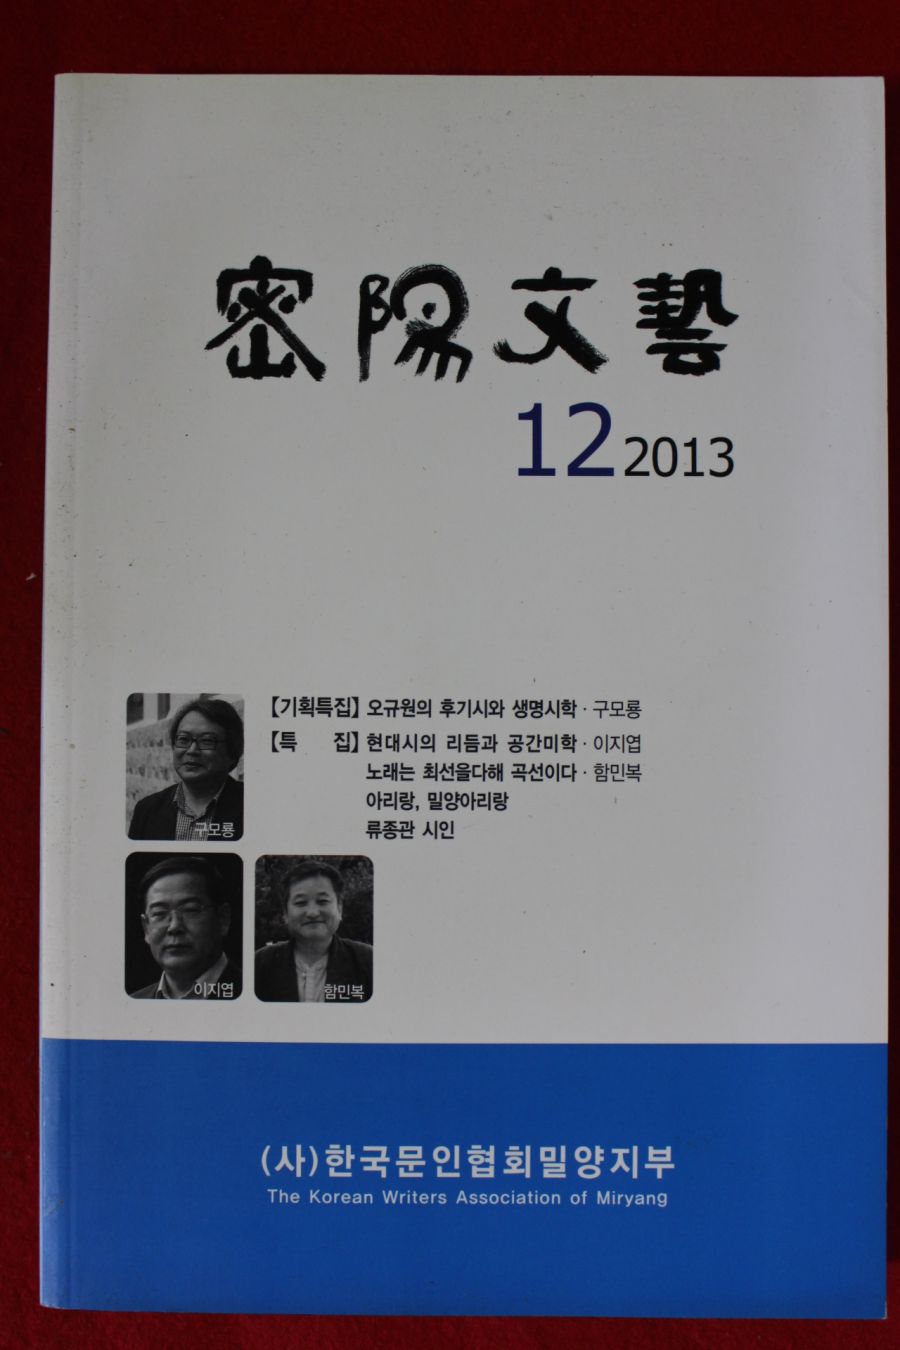 密陽文藝
12 2013
【기획특집】 오규원의 후기시와 생명시학 · 구모룡
【특 집】 현대시의 리듬과 공간미학 · 이지엽
노래는 최선을다해 곡선이다 · 함민복
아리랑, 밀양아리랑
류종관 시인
구모룡
이지엽
함민복
(사)한국문인협회밀양지부
The Korean Writers Association of Miryang